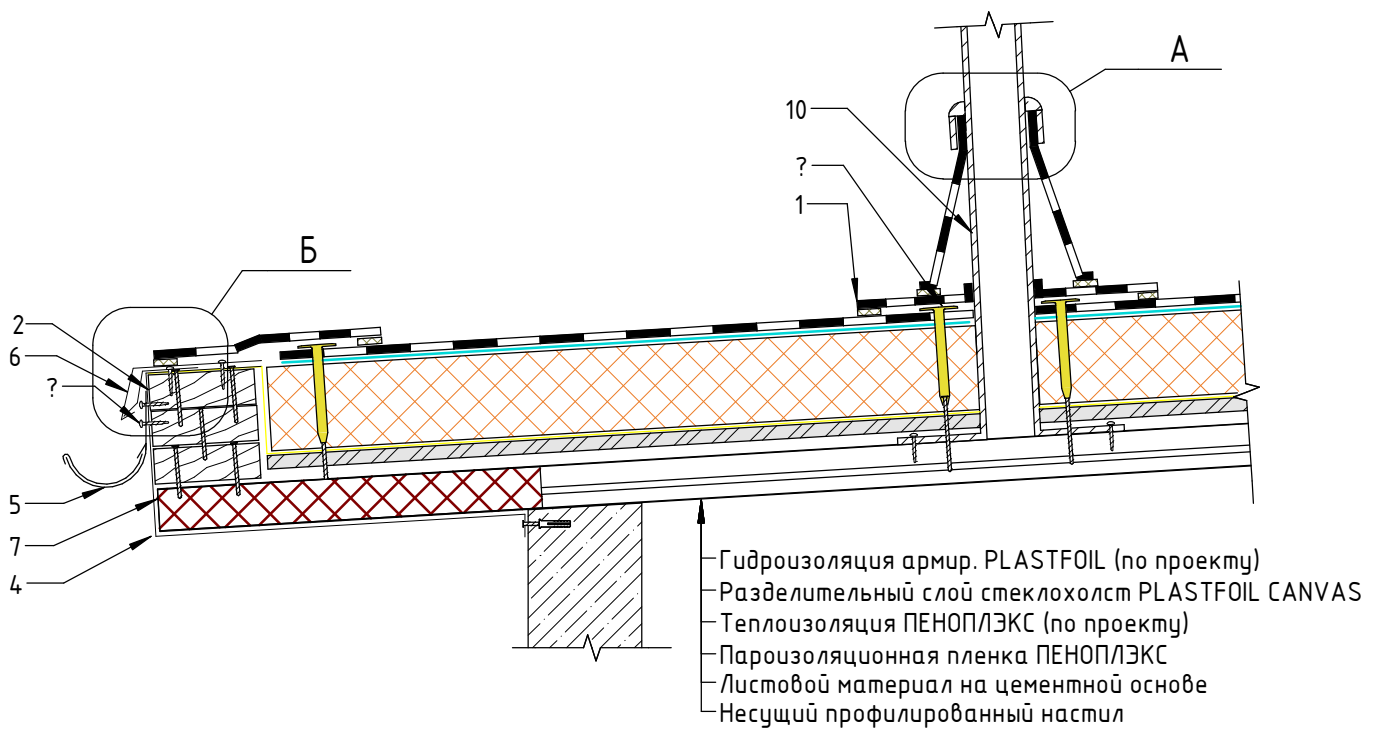 А
10
?
1
Б
2
6
?
5
7
4
Гидроизоляция армир. PLASTFOIL (по проекту)
Разделительный слой стеклохолст PLASTFOIL CANVAS
Теплоизоляция ПЕНОПЛЭКС (по проекту)
Пароизоляционная пленка ПЕНОПЛЭКС
Листовой материал на цементной основе
Несущий профилированный настил